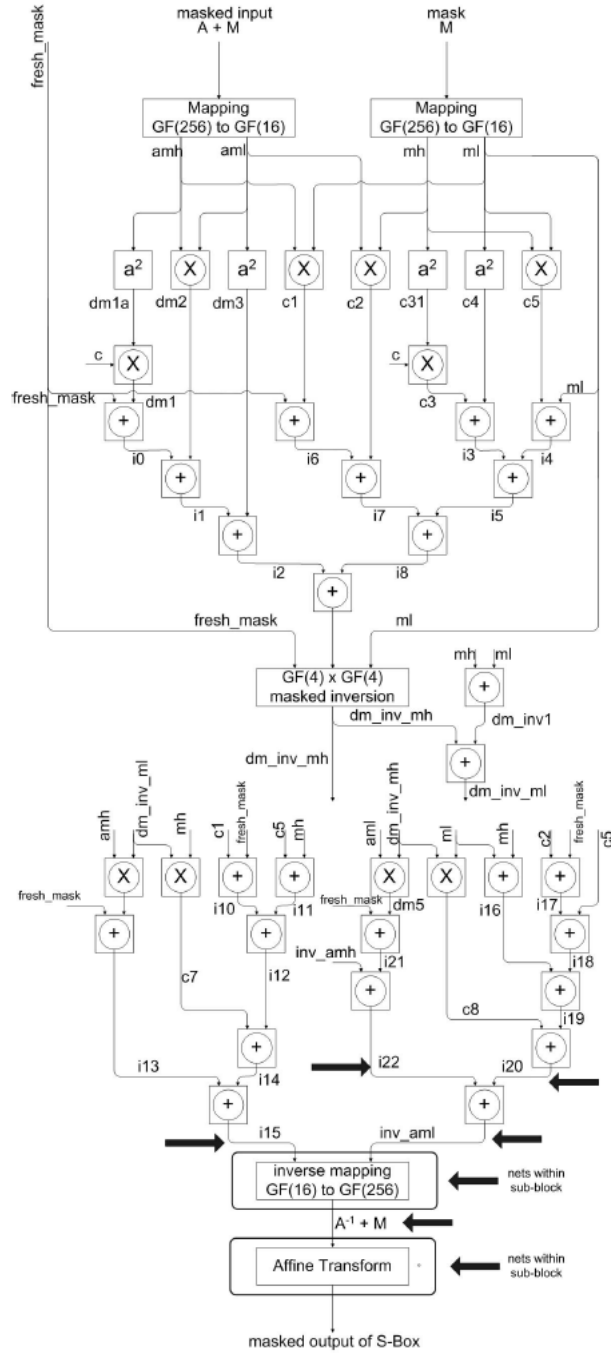 masked input
A + M
mask
M
fresh_mask
Mapping
GF(256) to GF(16)
Mapping
GF(256) to GF(16)
amh
aml
mh
ml
a²
X
a²
X
X
a²
a²
X
dm1a
dm2
dm3
c1
c2
c31
c4
c5
c
X
c
X
fresh_mask
dm1
c3
ml
+
+
+
+
i0
i6
i3
i4
+
+
+
i1
i7
i5
+
+
i2
i8
+
fresh_mask
ml
GF(4) x GF(4)
masked inversion
mh
ml
+
dm_inv_mh
dm_inv1
+
dm_inv_mh
dm_inv_ml
amh
dm_inv_ml
mh
c1
fresh_mask
c5
mh
aml
dm_inv_mh
ml
mh
c2
fresh_mask
c5
X
X
+
+
X
X
+
+
fresh_mask
i10
i11
fresh_mask
dm5
i16
i17
+
+
+
+
inv_amh
i12
i21
i18
+
+
c7
c8
i19
+
+
i13
i14
i22
i20
+
+
i15
inv_aml
inverse mapping
GF(16) to GF(256)
nets within
sub-block
A⁻¹ + M
Affine Transform
nets within
sub-block
masked output of S-Box